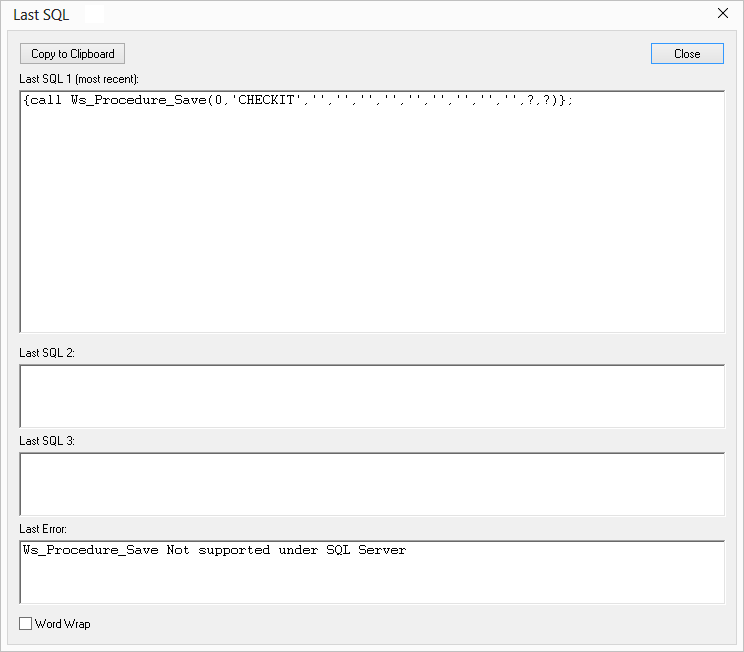 Last SQL
Copy to Clipboard
Close
Last SQL 1 (most recent):
{call Ws_Procedure_Save(0,'CHECKIT','','','','','','','','','',?,?)};
Last SQL 2:
Last SQL 3:
Last Error:
Ws_Procedure_Save Not supported under SQL Server
Word Wrap